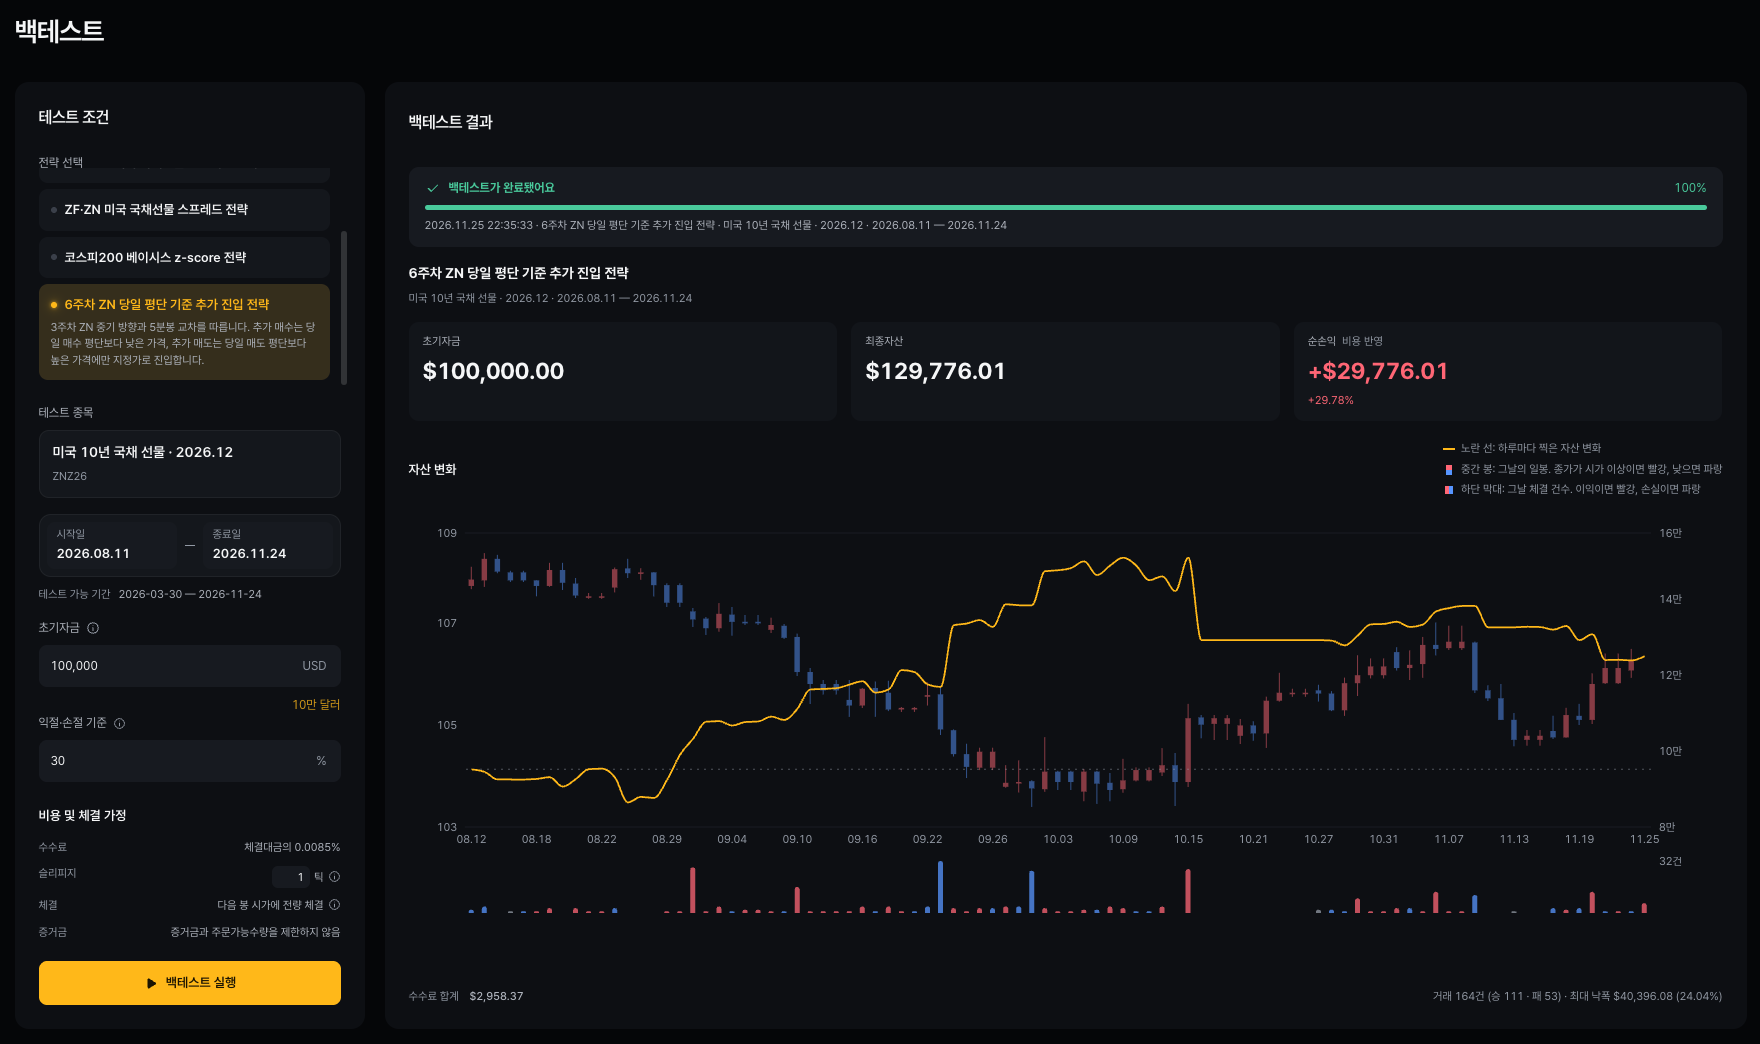 백테스트
테스트 조건
전략 선택
ZF·ZN 미국 국채선물 스프레드 전략
코스피200 베이시스 z-score 전략
6주차 ZN 당일 평단 기준 추가 진입 전략
3주차 ZN 중기 방향과 5분봉 교차를 따릅니다. 추가 매수는 당
일 매수 평단보다 낮은 가격, 추가 매도는 당일 매도 평단보다
높은 가격에만 지정가로 진입합니다.
테스트 종목
미국 10년 국채 선물 · 2026.12
ZNZ26
시작일
2026.08.11
—
종료일
2026.11.24
테스트 가능 기간 2026-03-30 — 2026-11-24
초기자금
100,000 USD
10만 달러
익절·손절 기준
30 %
비용 및 체결 가정
수수료 체결대금의 0.0085%
슬리피지 1 틱
체결 다음 봉 시가에 전량 체결
증거금 증거금과 주문가능수량을 제한하지 않음
백테스트 실행
백테스트 결과
백테스트가 완료됐어요 100%
2026.11.25 22:35:33 · 6주차 ZN 당일 평단 기준 추가 진입 전략 · 미국 10년 국채 선물 · 2026.12 · 2026.08.11 — 2026.11.24
6주차 ZN 당일 평단 기준 추가 진입 전략
미국 10년 국채 선물 · 2026.12 · 2026.08.11 — 2026.11.24
초기자금
$100,000.00
최종자산
$129,776.01
순손익 비용 반영
+$29,776.01
+29.78%
자산 변화
노란 선: 하루마다 찍은 자산 변화
중간 봉: 그날의 일봉. 종가가 시가 이상이면 빨강, 낮으면 파랑
하단 막대: 그날 체결 건수. 이익이면 빨강, 손실이면 파랑
109
107
105
103
16만
14만
12만
10만
8만
32건
08.12 08.18 08.22 08.29 09.04 09.10 09.16 09.22 09.26 10.03 10.09 10.15 10.21 10.27 10.31 11.07 11.13 11.19 11.25
수수료 합계 $2,958.37
거래 164건 (승 111 · 패 53) · 최대 낙폭 $40,396.08 (24.04%)